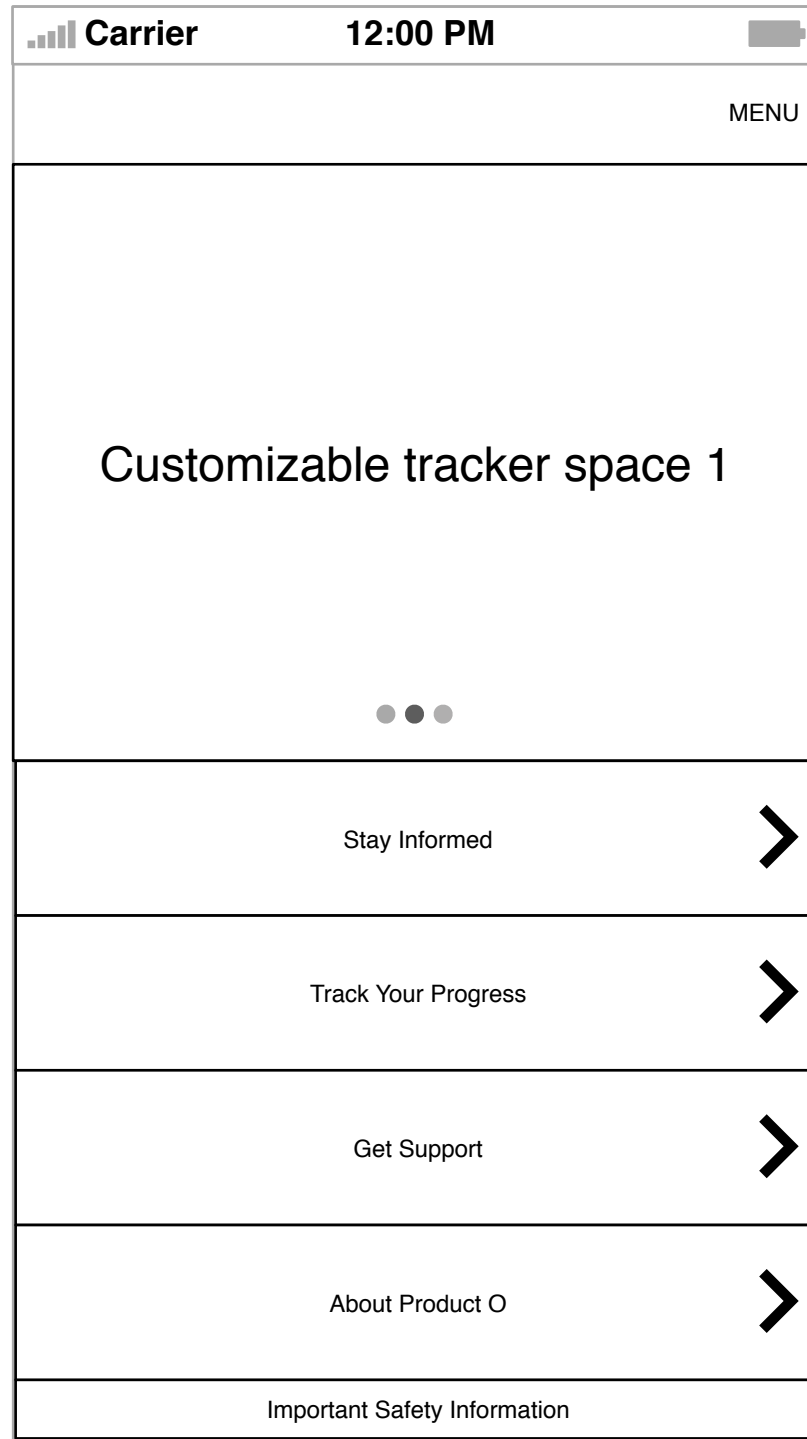 Carrier 12:00 PM
MENU
Customizable tracker space 1
Stay Informed
Track Your Progress
Get Support
About Product O
Important Safety Information